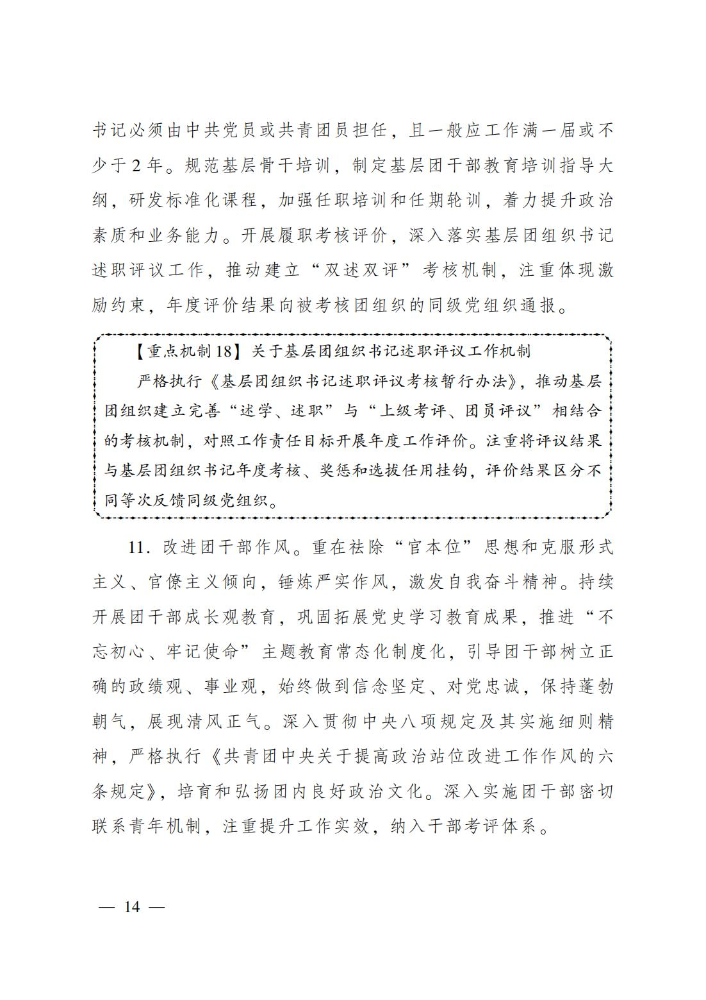 书记必须由中共党员或共青团员担任，且一般应工作满一届或不
少于 2 年。规范基层骨干培训，制定基层团干部教育培训指导大
纲，研发标准化课程，加强任职培训和任期轮训，着力提升政治
素质和业务能力。开展履职考核评价，深入落实基层团组织书记
述职评议工作，推动建立“双述双评”考核机制，注重体现激
励约束，年度评价结果向被考核团组织的同级党组织通报。
【重点机制 18】关于基层团组织书记述职评议工作机制
严格执行《基层团组织书记述职评议考核暂行办法》，推动基层
团组织建立完善“述学、述职”与“上级考评、团员评议”相结合
的考核机制，对照工作责任目标开展年度工作评价。注重将评议结果
与基层团组织书记年度考核、奖惩和选拔任用挂钩，评价结果区分不
同等次反馈同级党组织。
11．改进团干部作风。重在祛除“官本位”思想和克服形式
主义、官僚主义倾向，锤炼严实作风，激发自我奋斗精神。持续
开展团干部成长观教育，巩固拓展党史学习教育成果，推进“不
忘初心、牢记使命”主题教育常态化制度化，引导团干部树立正
确的政绩观、事业观，始终做到信念坚定、对党忠诚，保持蓬勃
朝气，展现清风正气。深入贯彻中央八项规定及其实施细则精
神，严格执行《共青团中央关于提高政治站位改进工作作风的六
条规定》，培育和弘扬团内良好政治文化。深入实施团干部密切
联系青年机制，注重提升工作实效，纳入干部考评体系。
— 14 —